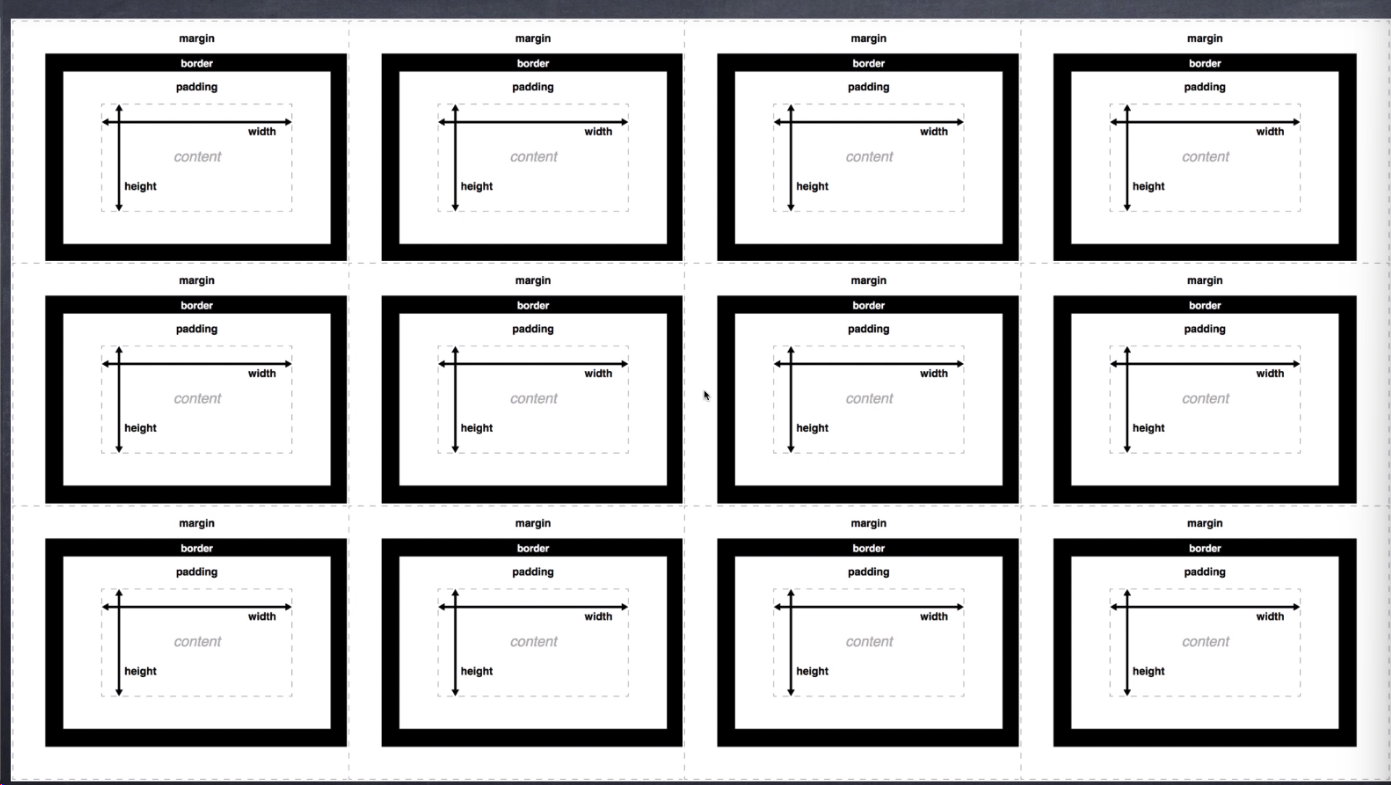 margin margin margin margin
border border border border
padding padding padding padding
width width width width
content content content content
height height height height
margin margin margin margin
border border border border
padding padding padding padding
width width width width
content content content content
height height height height
margin margin margin margin
border border border border
padding padding padding padding
width width width width
content content content content
height height height height